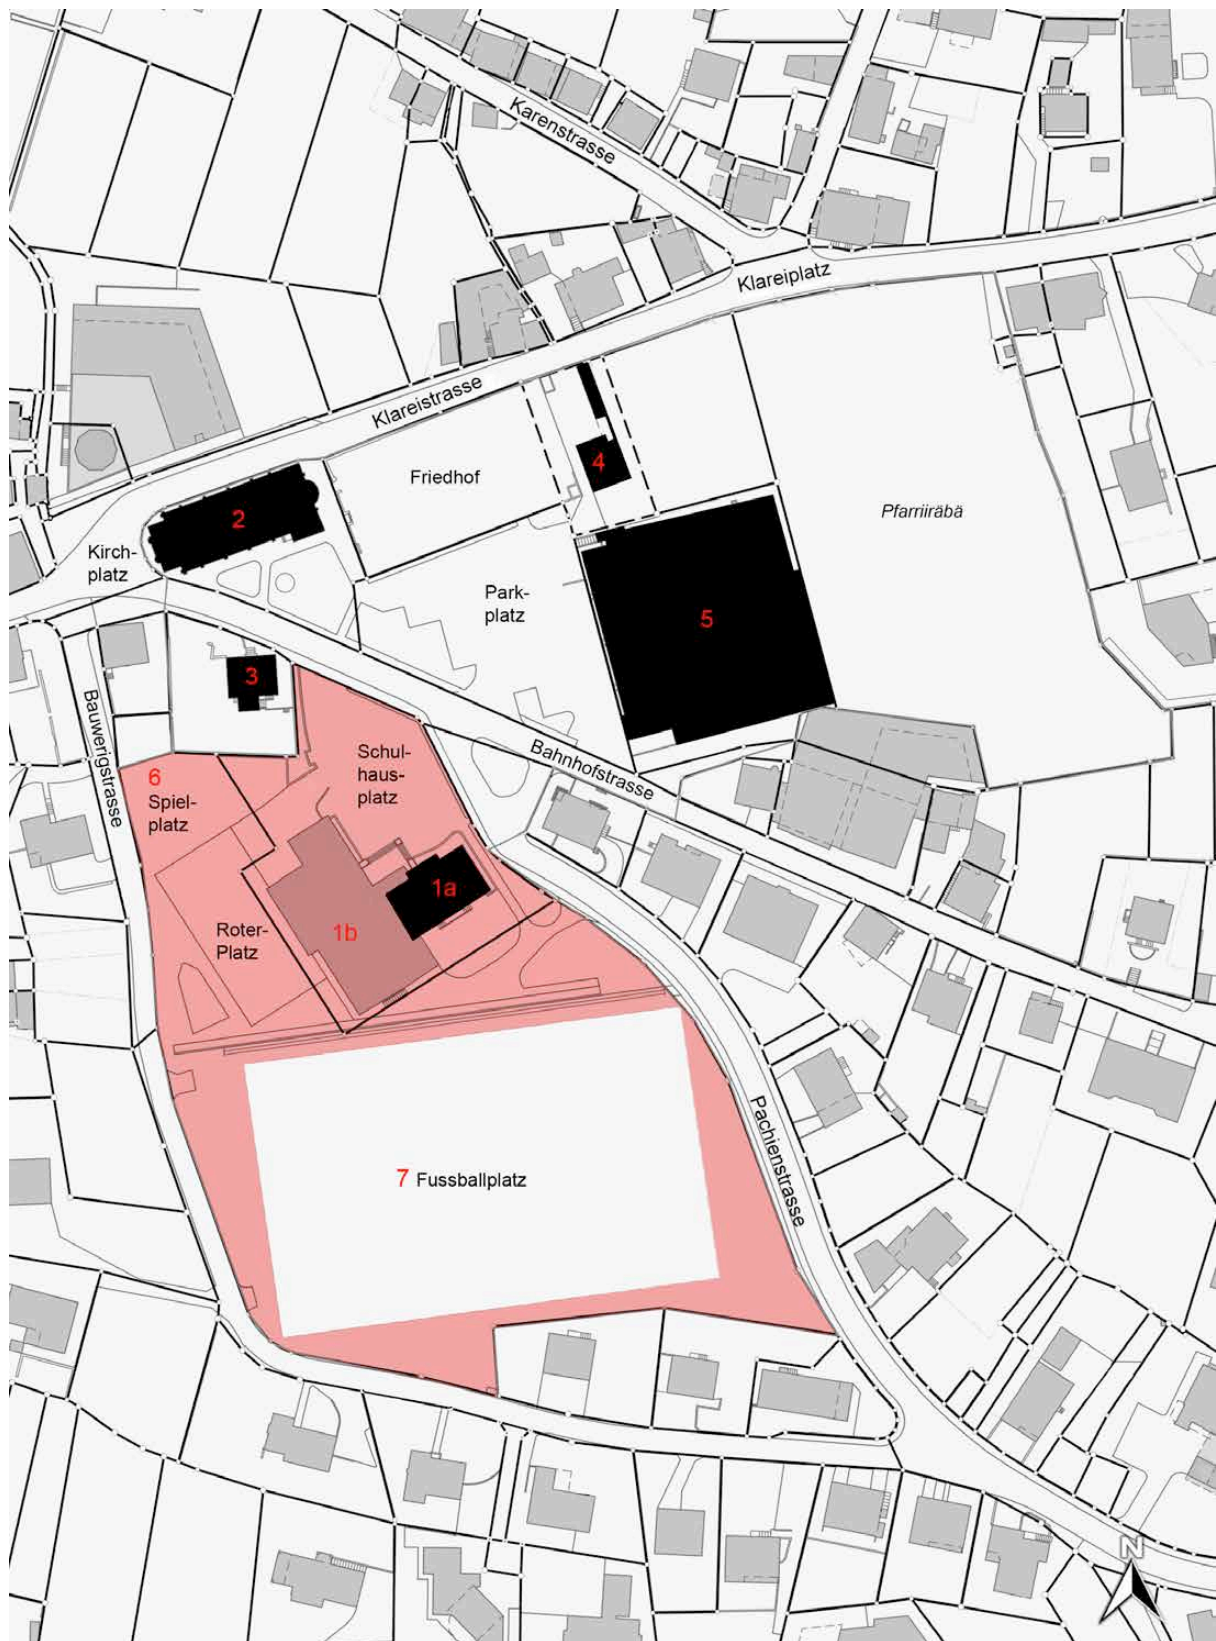 Karenstrasse
Klareiplatz
Klareistrasse
Friedhof
4
2
Pfarriiräbä
Kirch-
platz
Park-
platz
5
3
Bauwerigstrasse
Schul-
haus-
platz
Bahnhofstrasse
6
Spiel-
platz
1a
Roter-
Platz
1b
Pachienstrasse
7 Fussballplatz
N